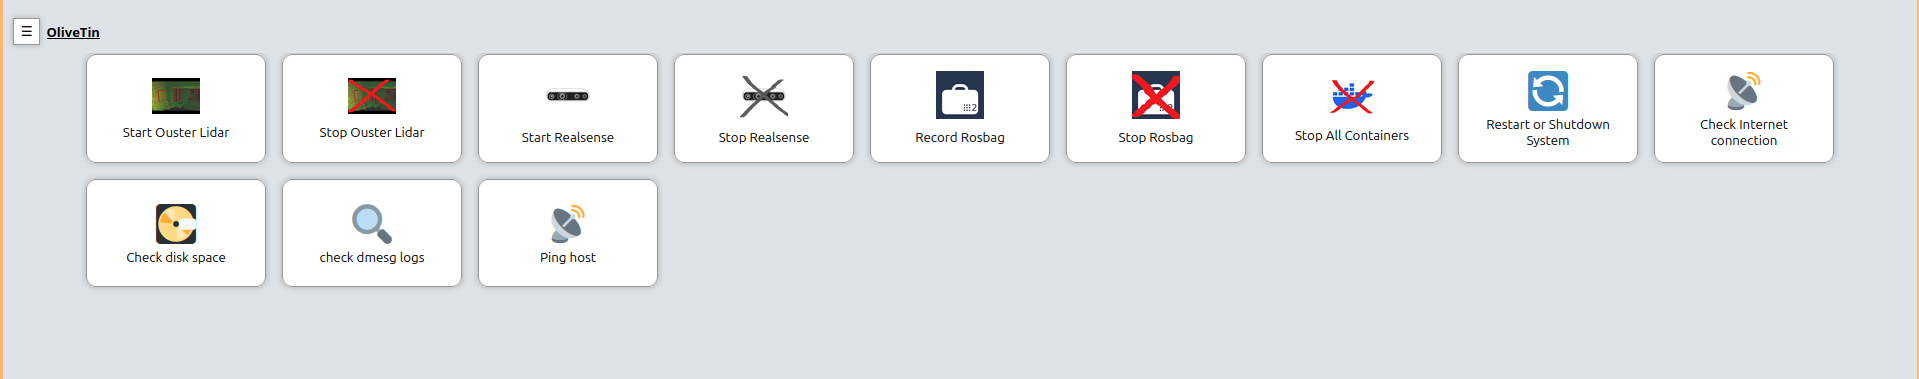 ☰ OliveTin
Start Ouster Lidar
Stop Ouster Lidar
Start Realsense
Stop Realsense
2
Record Rosbag
Stop Rosbag
Stop All Containers
Restart or Shutdown
System
Check Internet
connection
Check disk space
check dmesg logs
Ping host